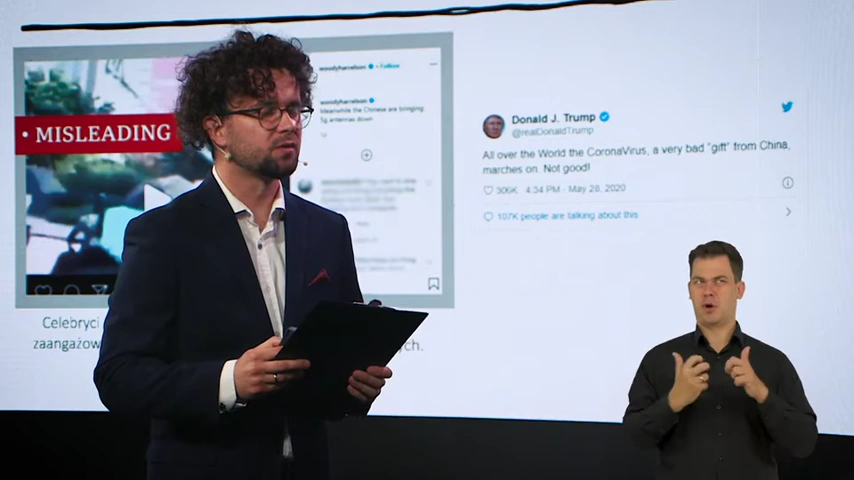 • MISLEADING
woodyharrelson • Follow
woodyharrelson
Meanwhile the Chinese are bringing
5g antennas down
Donald J. Trump
@realDonaldTrump
All over the World the CoronaVirus, a very bad "gift" from China,
marches on. Not good!
306K 4:34 PM - May 28, 2020
107K people are talking about this
Celebryci
zaangażow
ch.